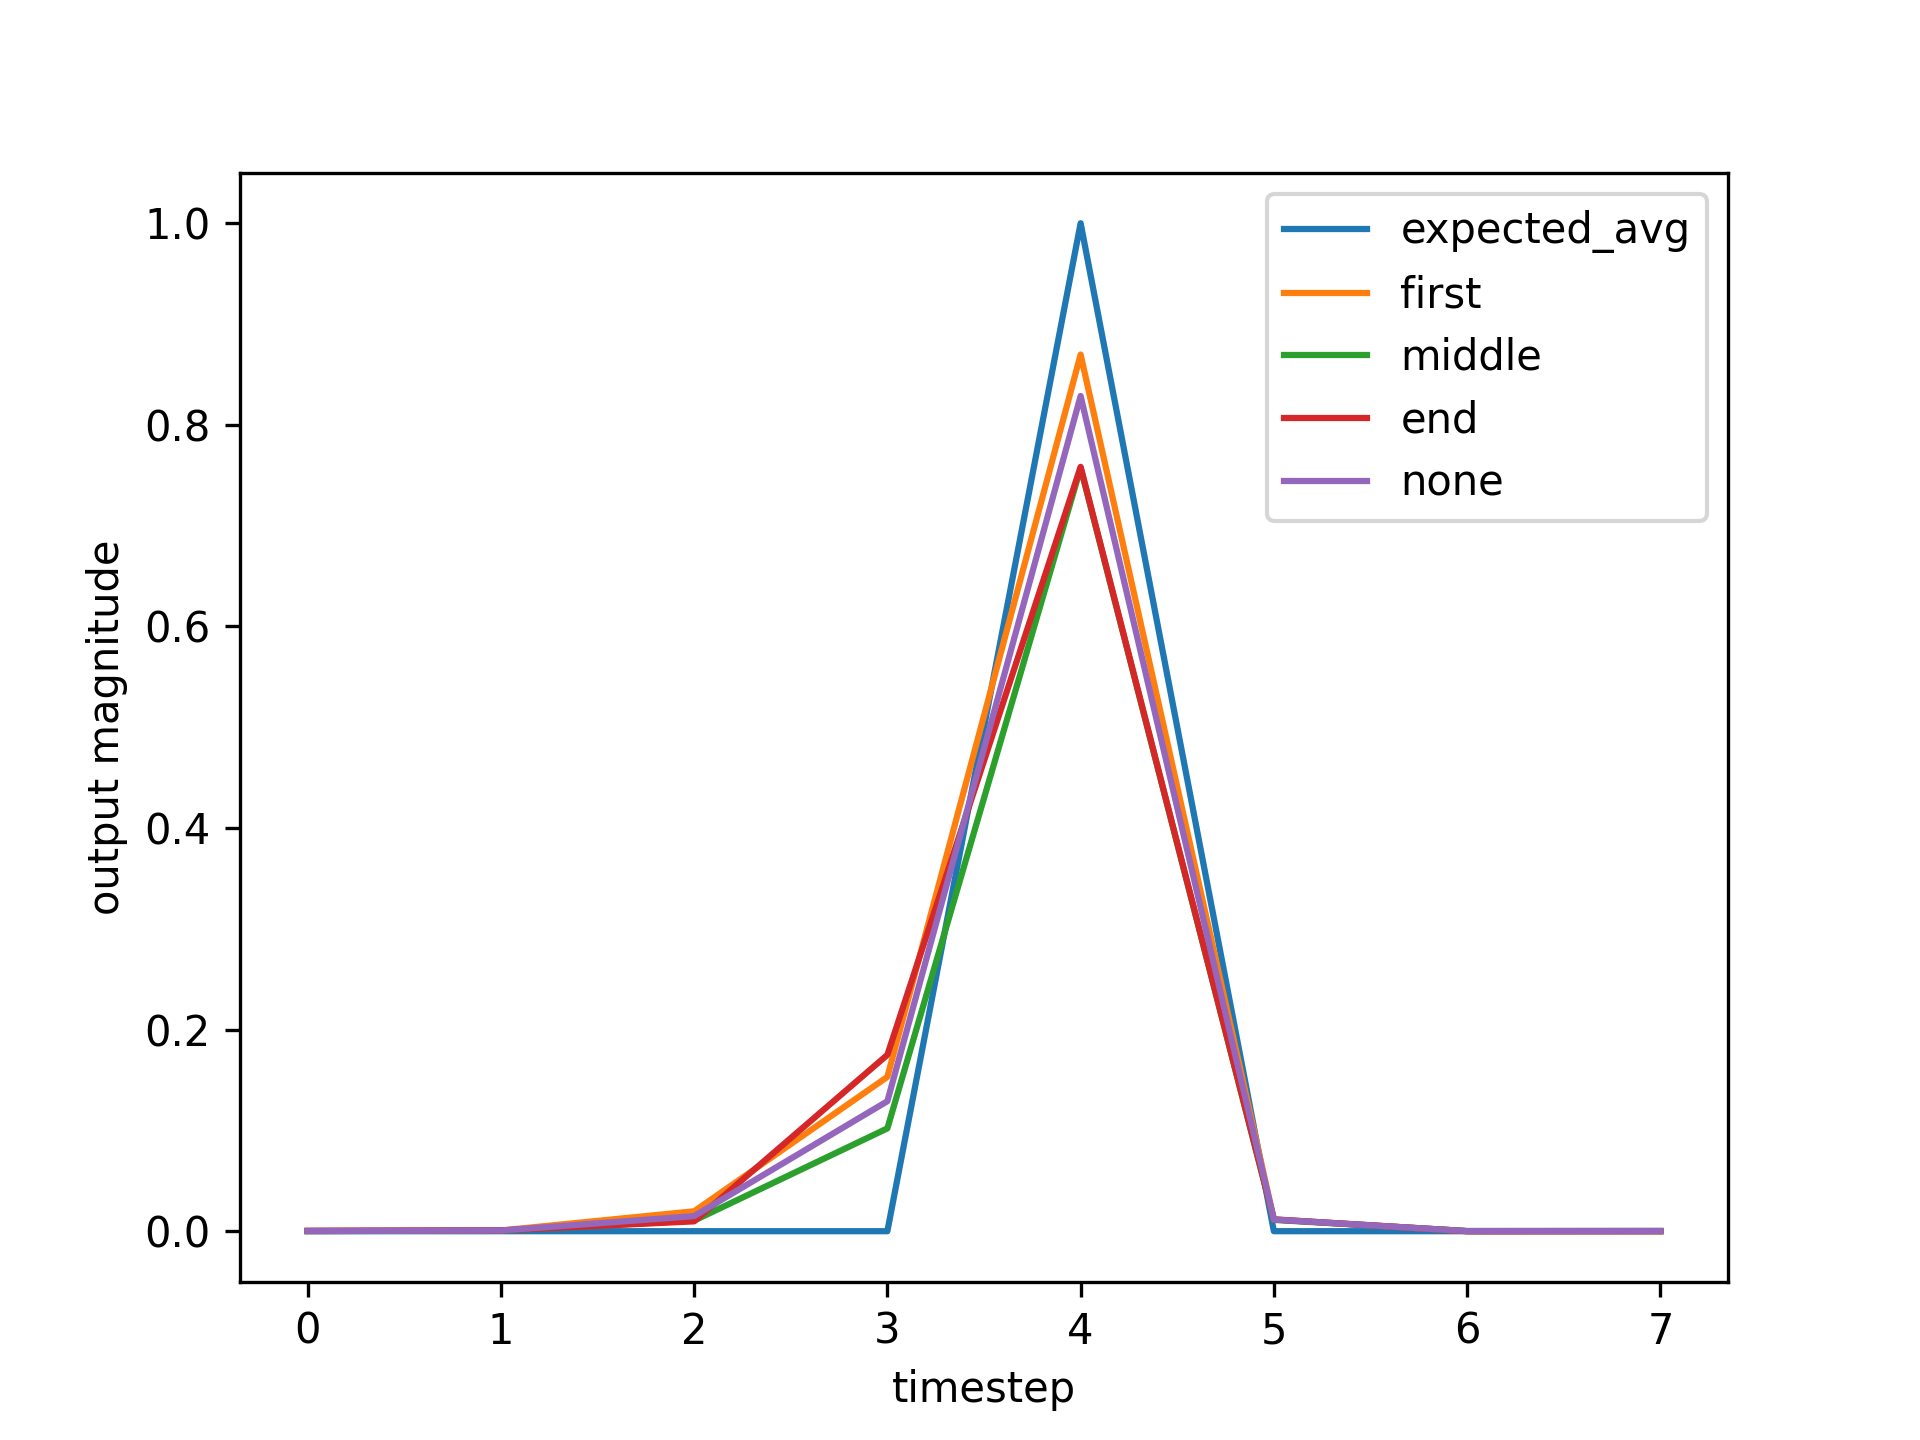 expected_avg
first
middle
end
none
output magnitude
1.0
0.8
0.6
0.4
0.2
0.0
0 1 2 3 4 5 6 7
timestep